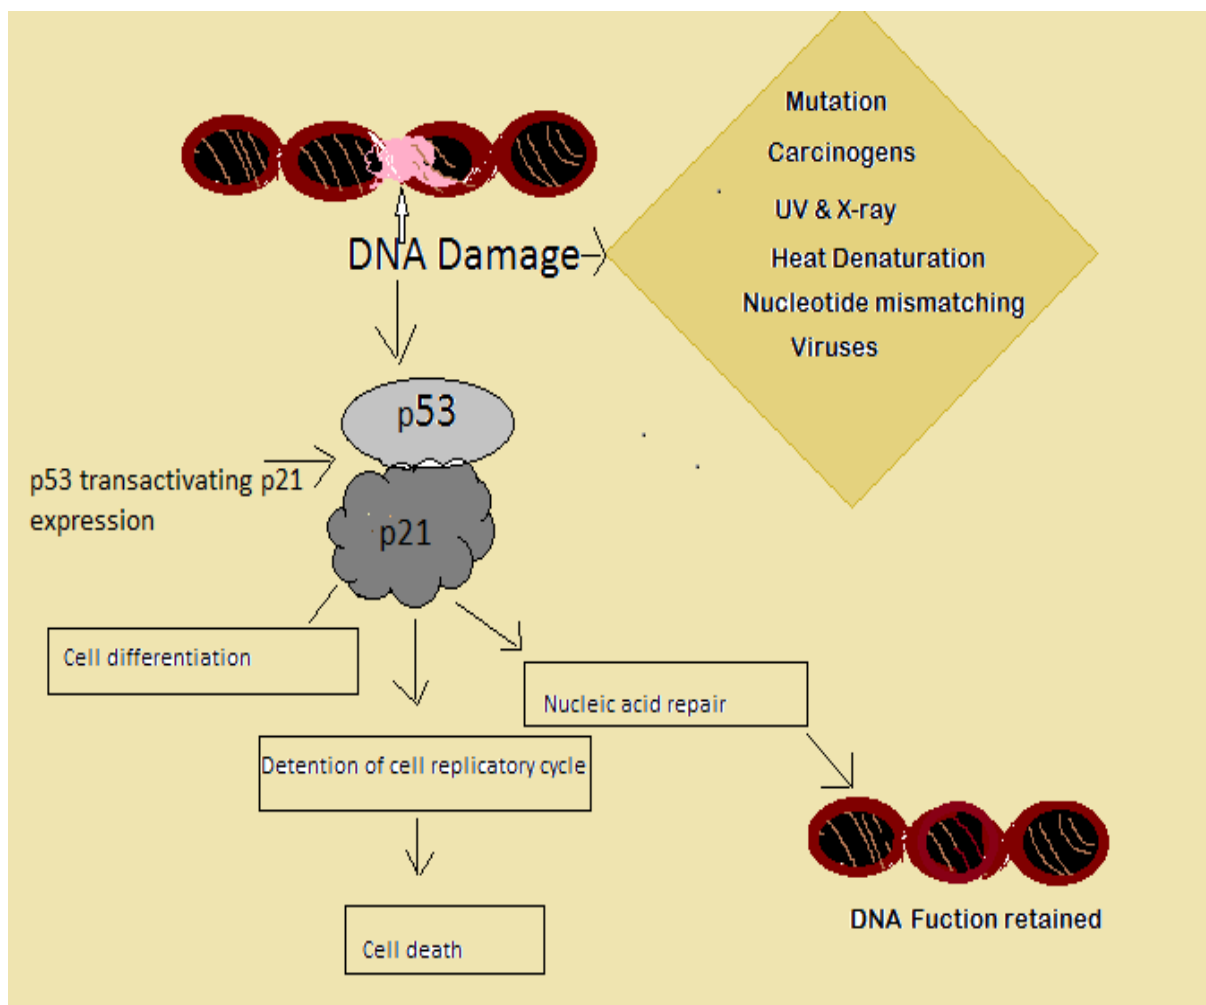 Mutation
Carcinogens
UV & X-ray
DNA Damage
Heat Denaturation
Nucleotide mismatching
Viruses
p53
p53 transactivating p21
expression
p21
Cell differentiation
Nucleic acid repair
Detention of cell replicatory cycle
DNA Fuction retained
Cell death